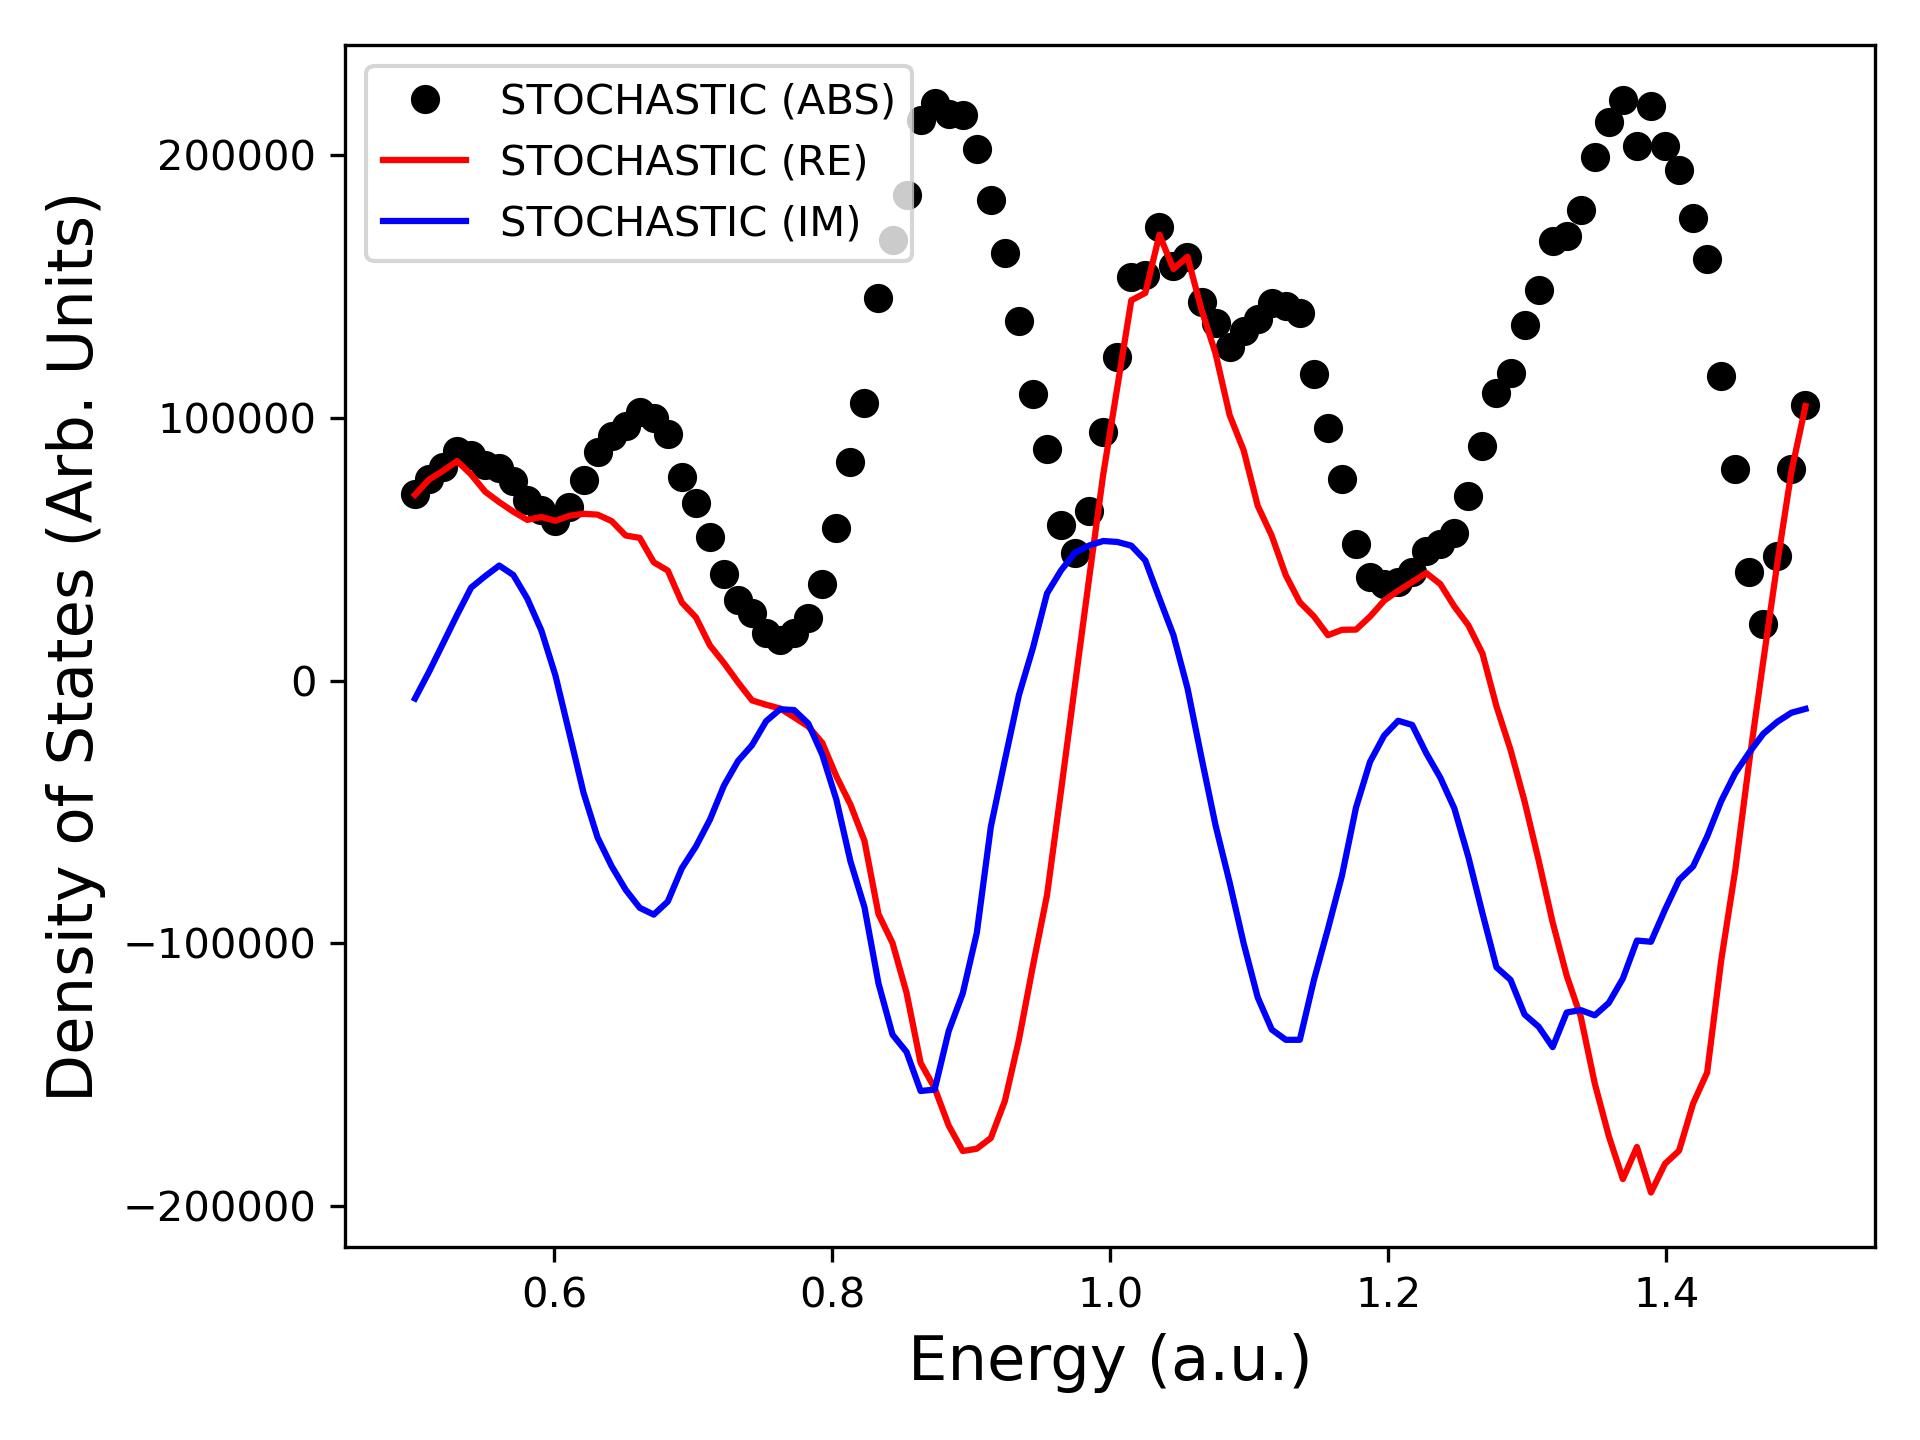 STOCHASTIC (ABS)
STOCHASTIC (RE)
STOCHASTIC (IM)
Density of States (Arb. Units)
200000
100000
0
−100000
−200000
0.6 0.8 1.0 1.2 1.4
Energy (a.u.)